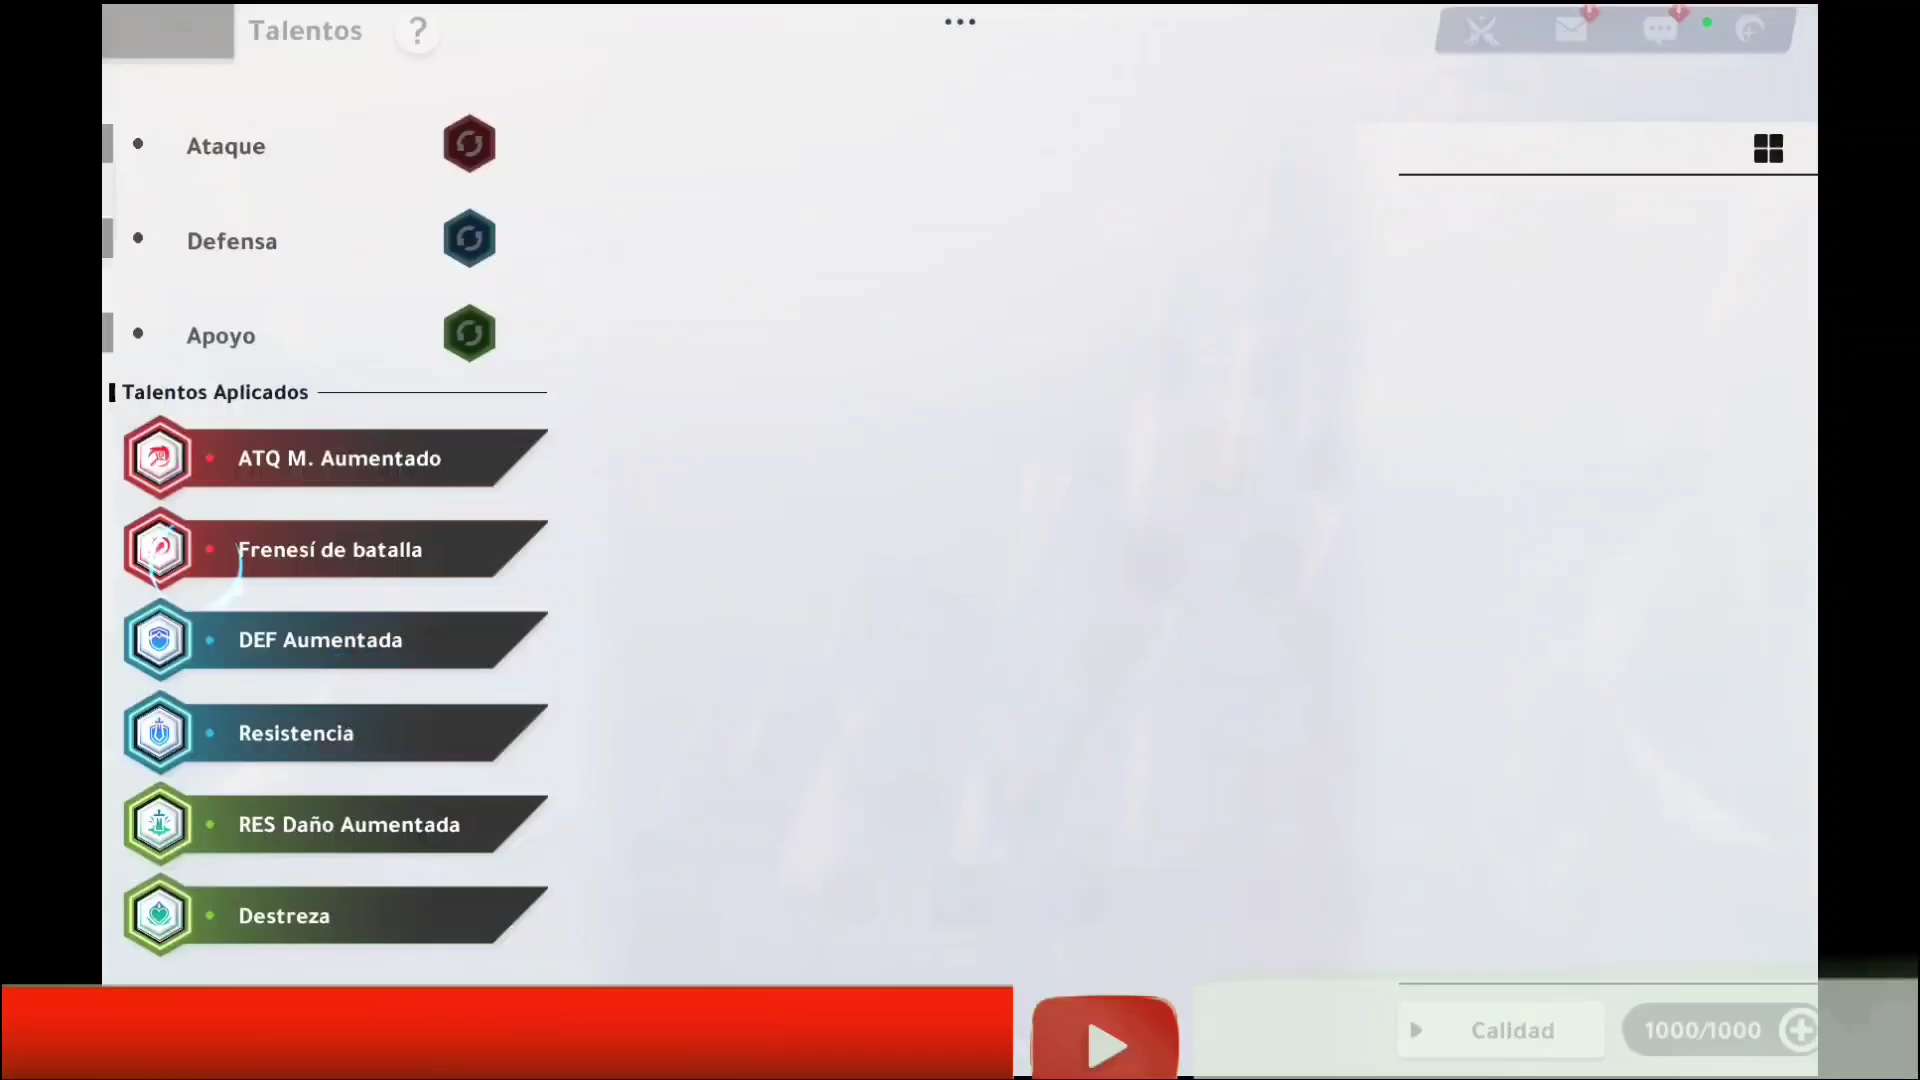 Talentos ?
Ataque
Defensa
Apoyo
Talentos Aplicados
ATQ M. Aumentado
Frenesí de batalla
DEF Aumentada
Resistencia
RES Daño Aumentada
Destreza
Calidad
1000/1000